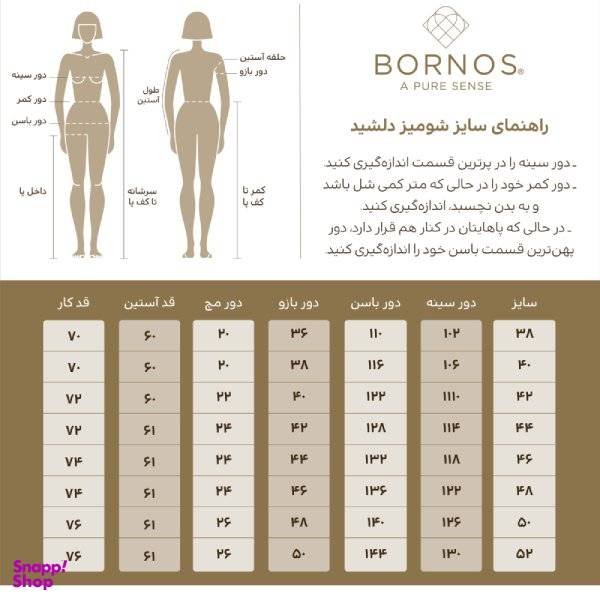 BORNOS®
A PURE SENSE
راهنمای سایز شومیز دلشید
ـ دور سینه را در پرترین قسمت اندازه‌گیری کنید.
ـ دور کمر خود را در حالی که متر کمی شل باشد
و به بدن نچسبد، اندازه‌گیری کنید.
ـ در حالی که پاهایتان در کنار هم قرار دارد، دور
پهن‌ترین قسمت باسن خود را اندازه‌گیری کنید.
حلقه آستین
دور بازو
دور سینه
دور کمر
دور باسن
طول
آستین
داخل پا
سرشانه
تا کف پا
کمر تا
کف پا
سایز دور سینه دور باسن دور بازو دور مچ قد آستین قد کار
۳۸ ۱۰۲ ۱۱۰ ۳۶ ۲۰ ۶۰ ۷۰
۴۰ ۱۰۶ ۱۱۶ ۳۸ ۲۰ ۶۰ ۷۰
۴۲ ۱۱۱۰ ۱۲۲ ۴۰ ۲۲ ۶۰ ۷۲
۴۴ ۱۱۴ ۱۲۸ ۴۲ ۲۴ ۶۱ ۷۲
۴۶ ۱۱۸ ۱۳۲ ۴۴ ۲۴ ۶۱ ۷۴
۴۸ ۱۲۲ ۱۳۶ ۴۶ ۲۴ ۶۱ ۷۴
۵۰ ۱۲۶ ۱۴۰ ۴۸ ۲۶ ۶۱ ۷۶
۵۲ ۱۳۰ ۱۴۴ ۵۰ ۲۶ ۶۱ ۷۶
Snapp!
Shop